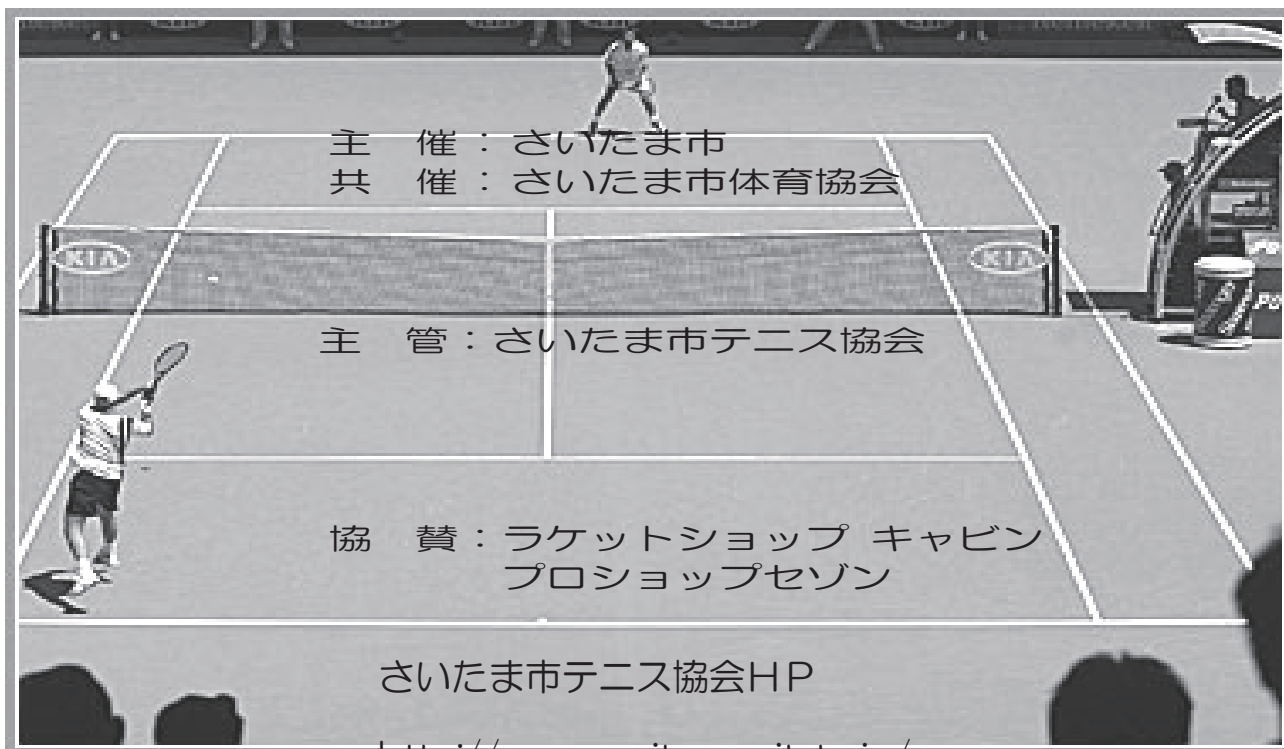 主　催：さいたま市
共　催：さいたま市体育協会
KIA KIA
主　管：さいたま市テニス協会
協　賛：ラケットショップ キャビン
プロショップセゾン
さいたま市テニス協会ＨＰ